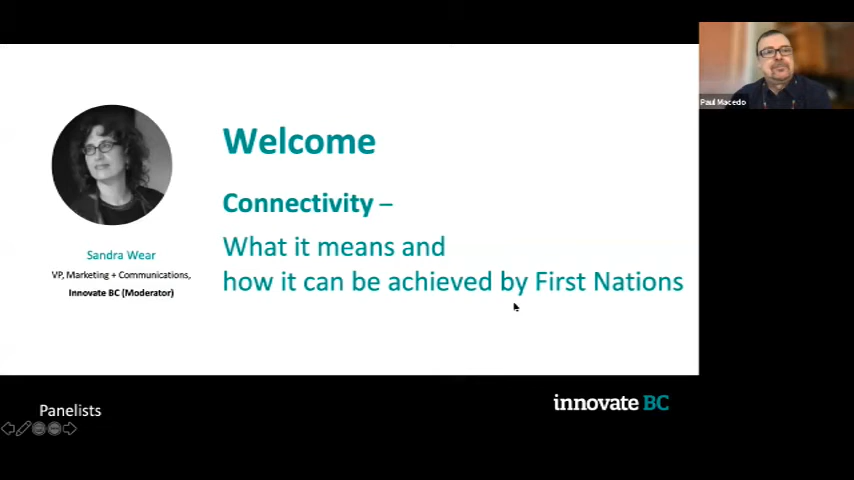 Paul Macedo
Welcome
Connectivity –
What it means and
how it can be achieved by First Nations
Sandra Wear
VP, Marketing + Communications,
Innovate BC (Moderator)
Panelists
innovate BC